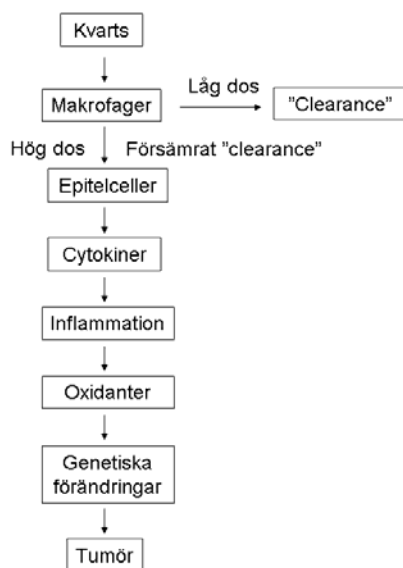 Kvarts
Låg dos
Makrofager
"Clearance"
Hög dos
Försämrat "clearance"
Epitelceller
Cytokiner
Inflammation
Oxidanter
Genetiska
förändringar
Tumör